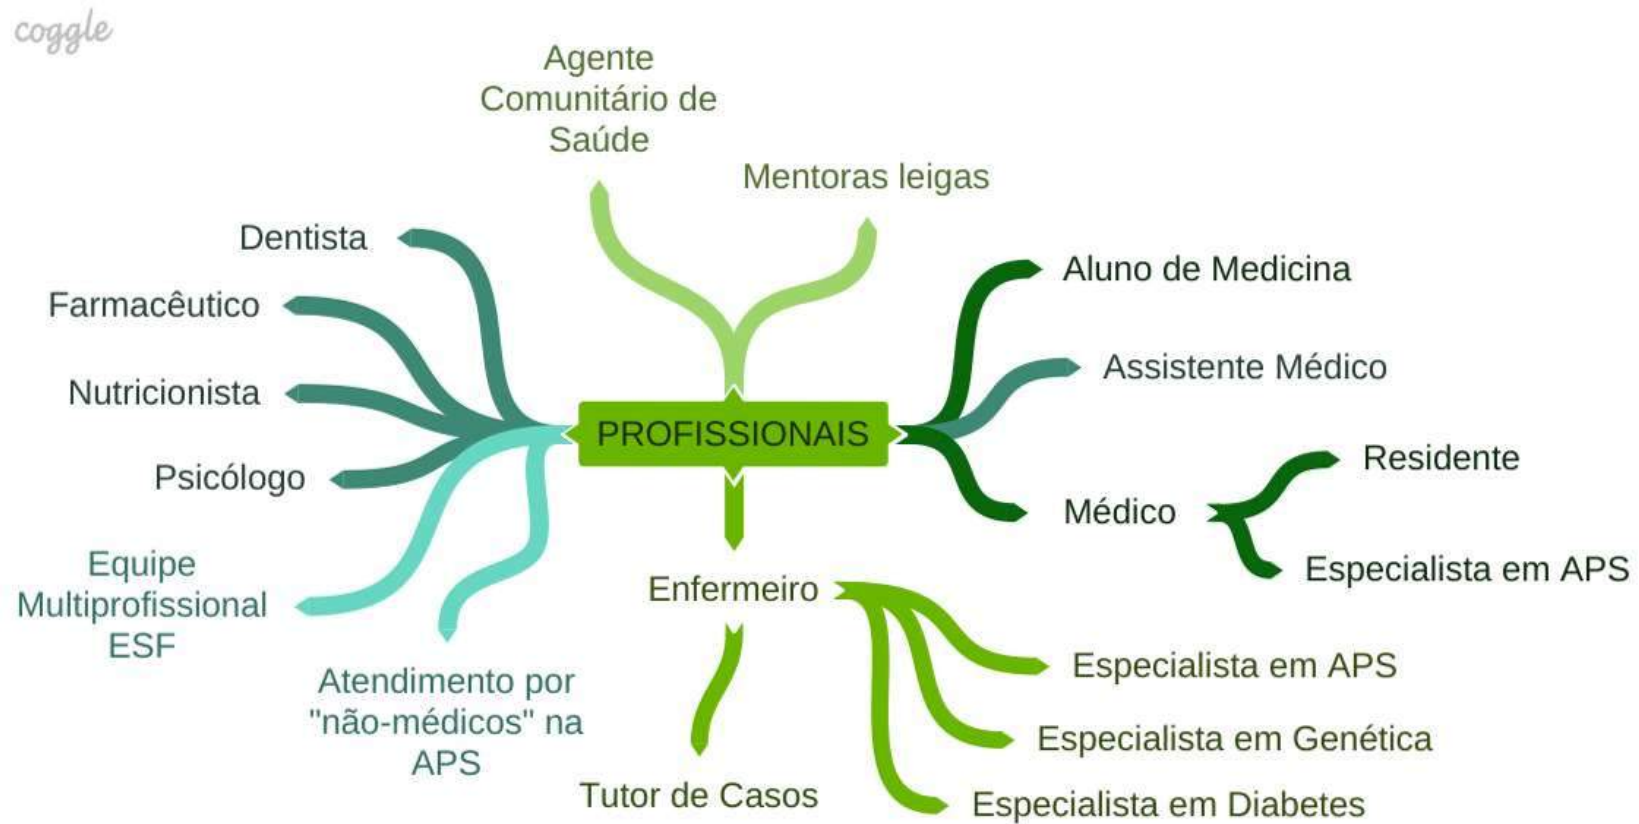 coggle
Agente
Comunitário de
Saúde
Mentoras leigas
Dentista
Farmacêutico
Nutricionista
Psicólogo
Equipe
Multiprofissional
ESF
Atendimento por
"não-médicos" na
APS
PROFISSIONAIS
Aluno de Medicina
Assistente Médico
Médico
Residente
Especialista em APS
Enfermeiro
Tutor de Casos
Especialista em APS
Especialista em Genética
Especialista em Diabetes